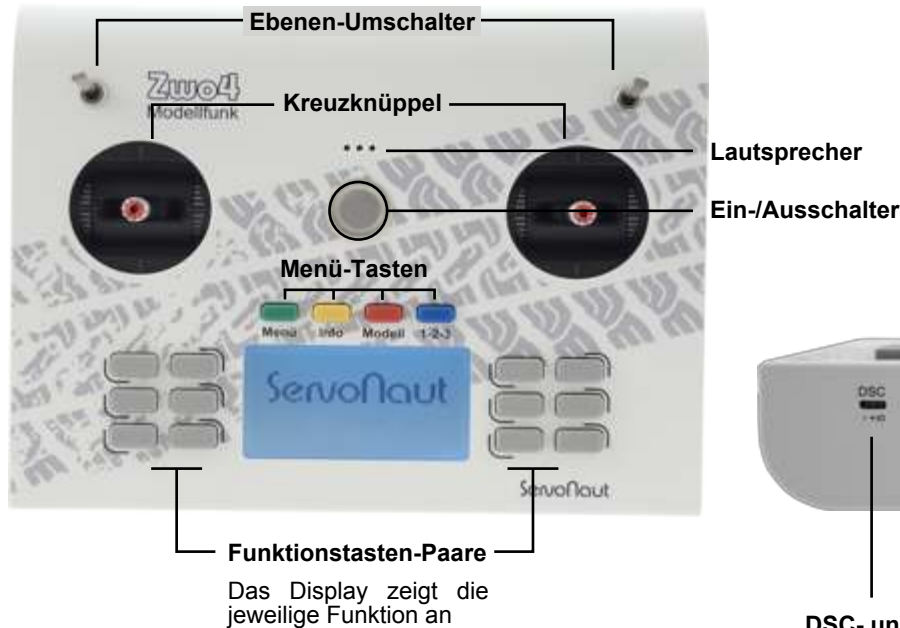 Ebenen-Umschalter
Zwo4
Modellfunk
Kreuzknüppel
Lautsprecher
Ein-/Ausschalter
Menü-Tasten
Menü
Info
Modell
1-2-3
ServoNaut
ServoNaut
DSC
- +⎍
Funktionstasten-Paare
Das Display zeigt die
jeweilige Funktion an
DSC- un